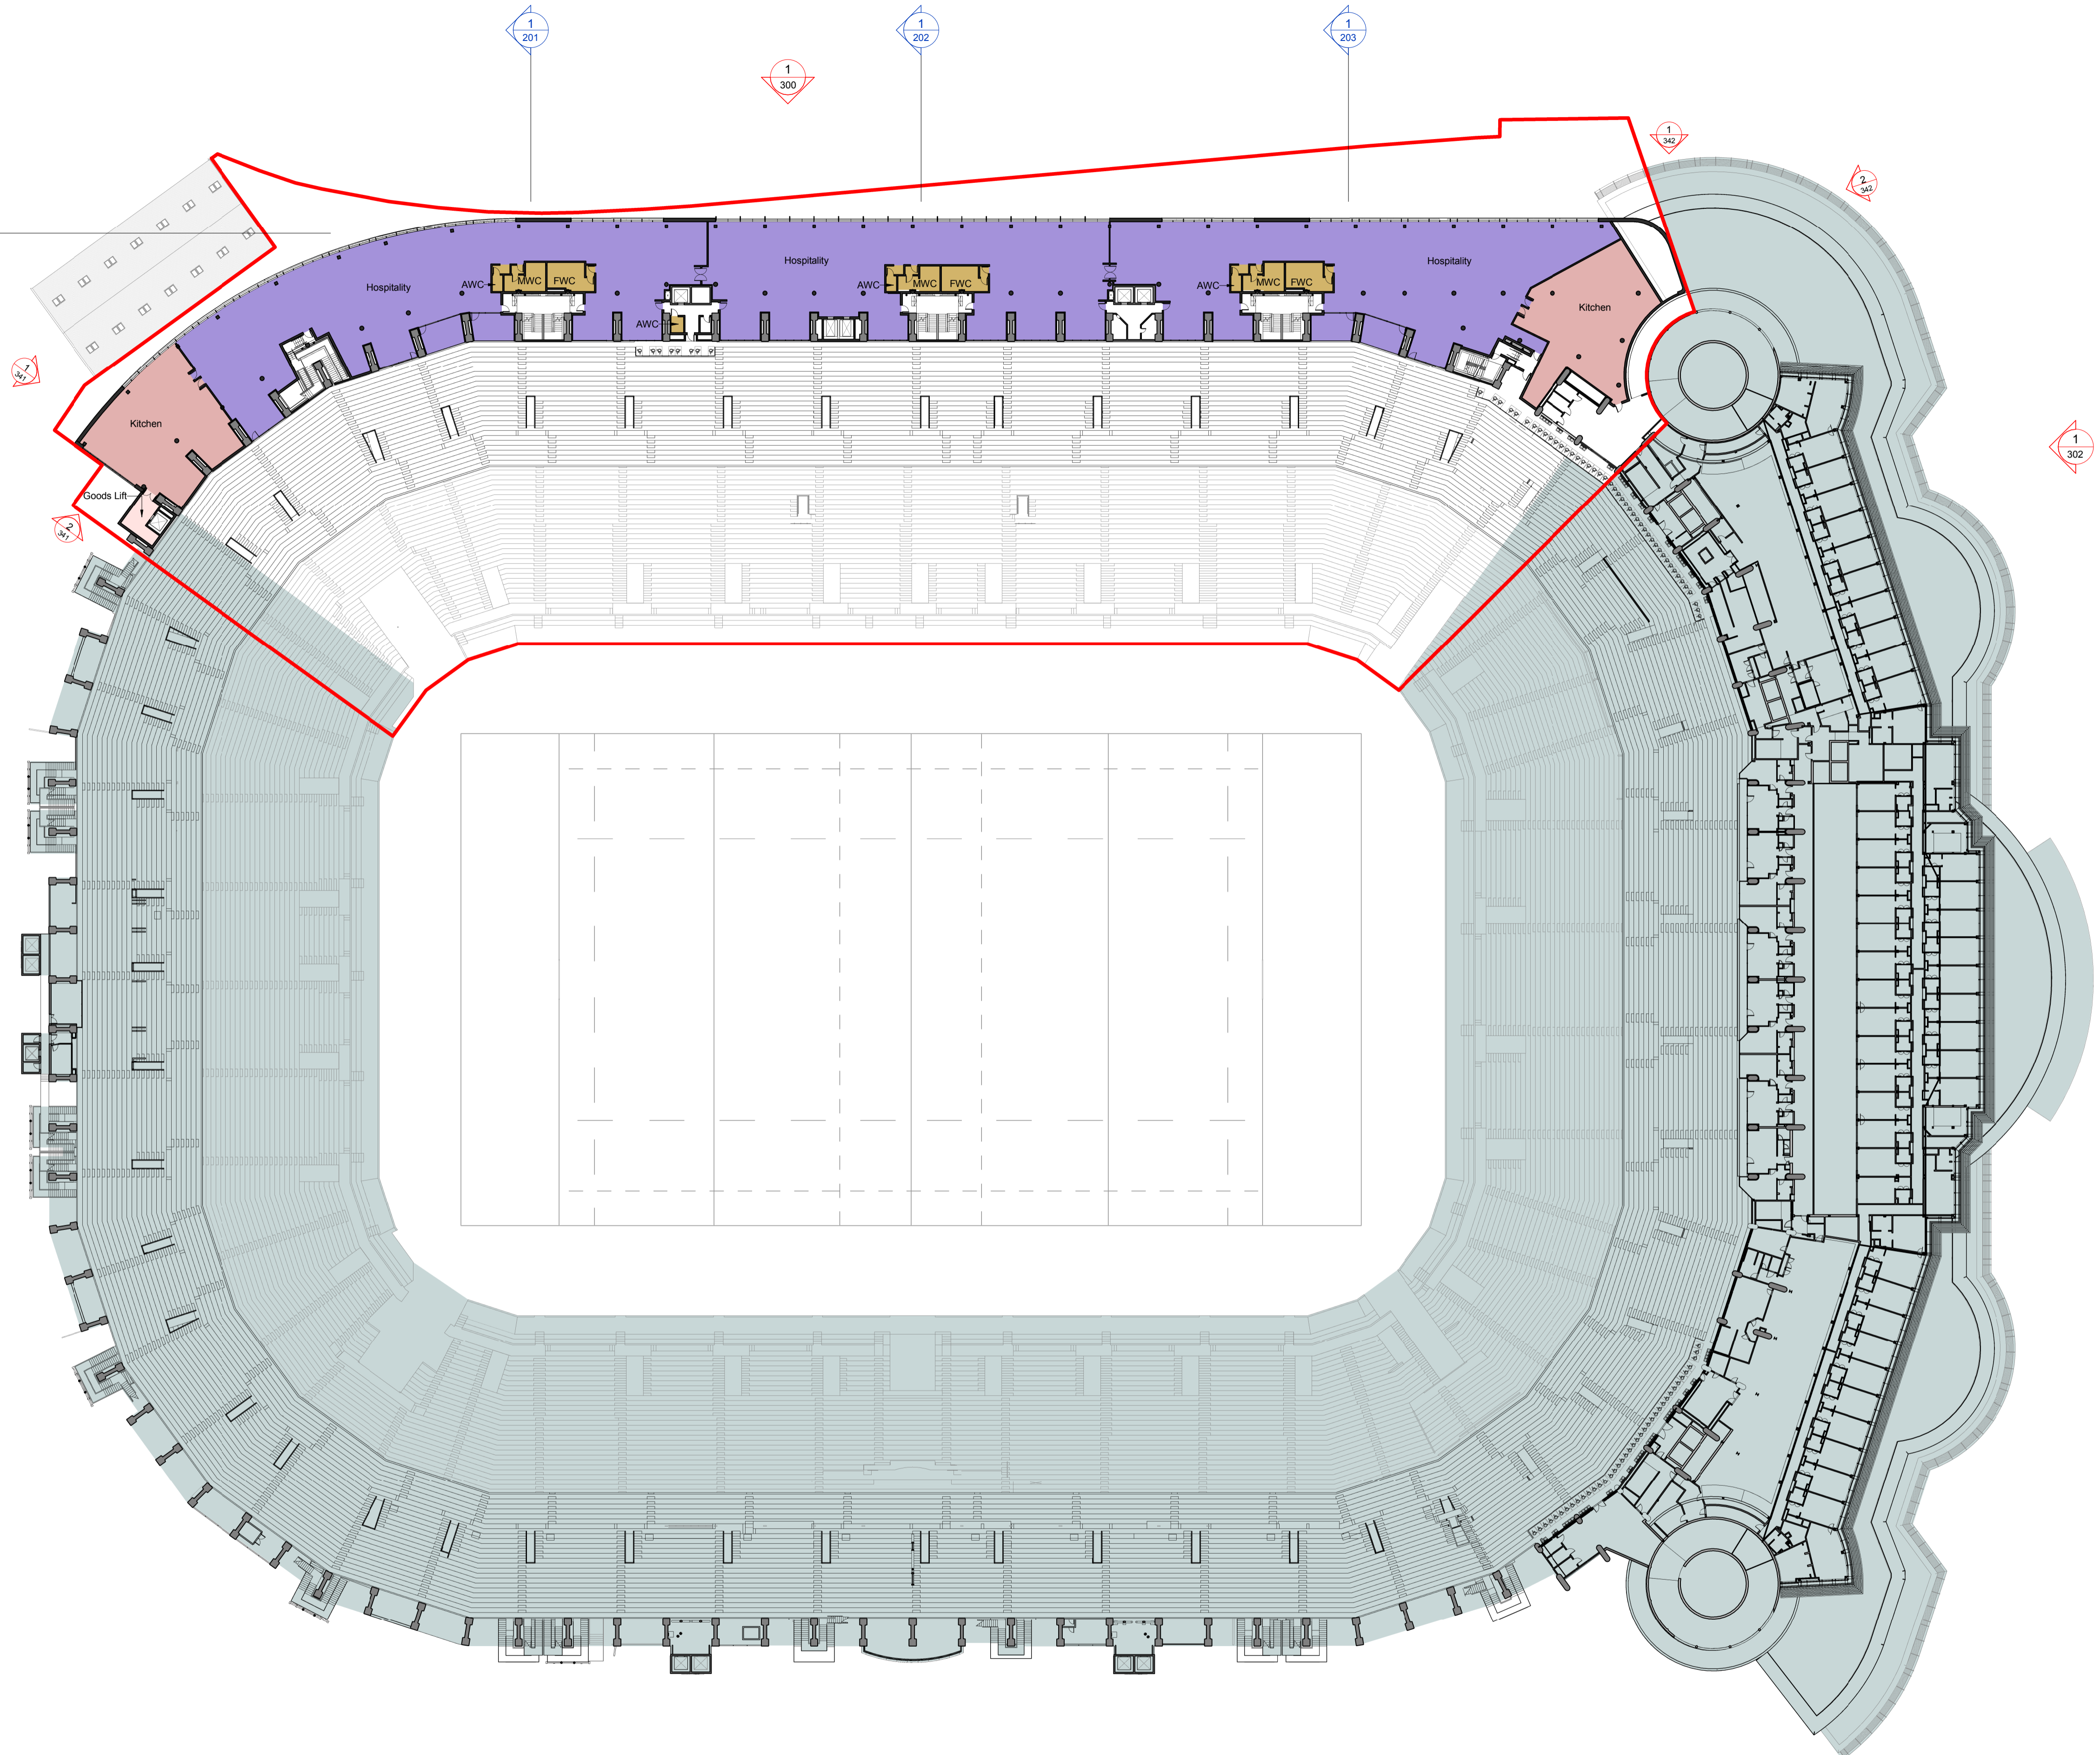 1
201
1
202
1
203
1
300
1
342
2
342
Hospitality
Hospitality
Hospitality
AWC
MWC
FWC
AWC
MWC
FWC
AWC
MWC
FWC
AWC
Kitchen
Kitchen
1
341
Goods Lift
2
341
1
302